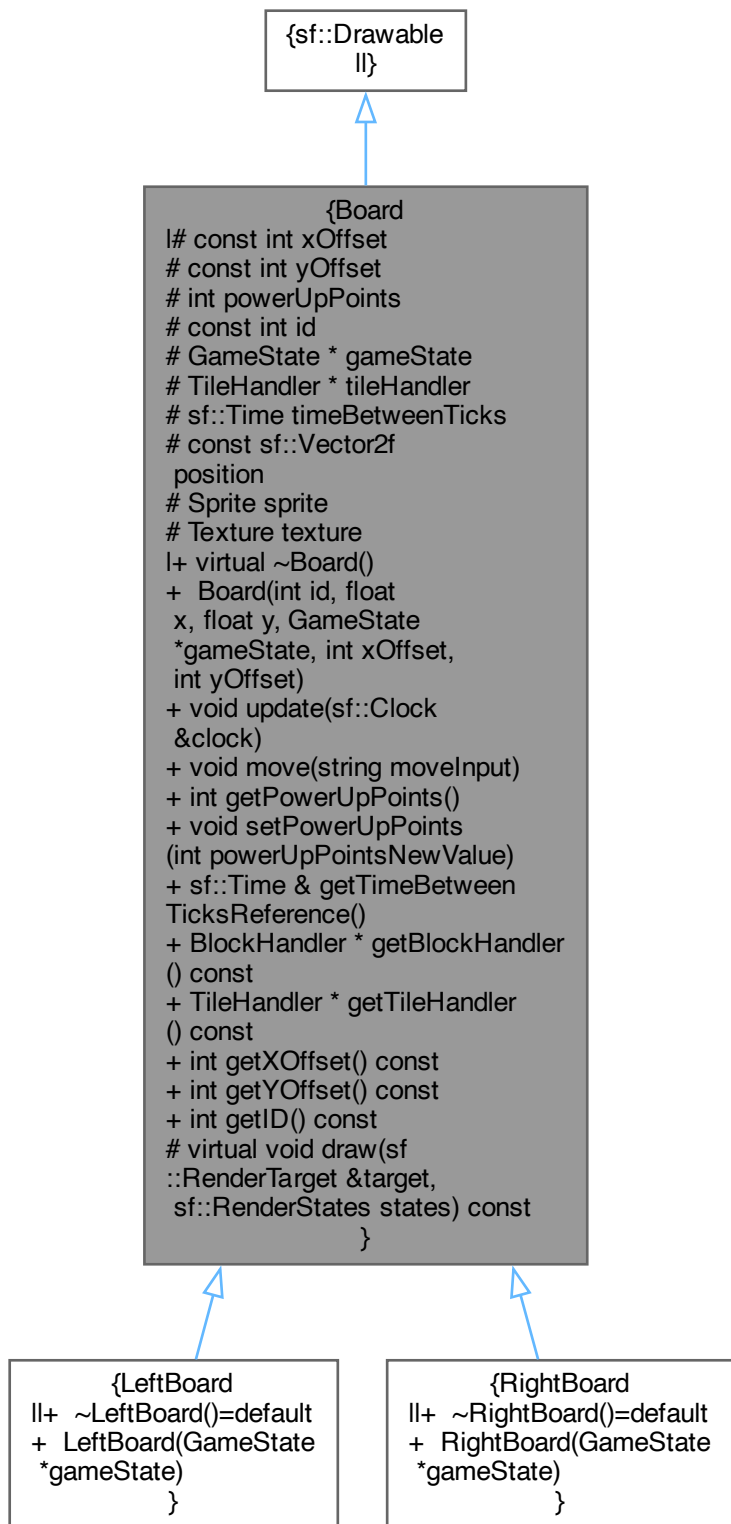 {sf::Drawable
||}
{Board
|# const int xOffset
# const int yOffset
# int powerUpPoints
# const int id
# GameState * gameState
# TileHandler * tileHandler
# sf::Time timeBetweenTicks
# const sf::Vector2f
position
# Sprite sprite
# Texture texture
|+ virtual ~Board()
+  Board(int id, float
x, float y, GameState
*gameState, int xOffset,
int yOffset)
+ void update(sf::Clock
&clock)
+ void move(string moveInput)
+ int getPowerUpPoints()
+ void setPowerUpPoints
(int powerUpPointsNewValue)
+ sf::Time & getTimeBetween
TicksReference()
+ BlockHandler * getBlockHandler
() const
+ TileHandler * getTileHandler
() const
+ int getXOffset() const
+ int getYOffset() const
+ int getID() const
# virtual void draw(sf
::RenderTarget &target,
sf::RenderStates states) const
}
{LeftBoard
||+  ~LeftBoard()=default
+  LeftBoard(GameState
*gameState)
}
{RightBoard
||+  ~RightBoard()=default
+  RightBoard(GameState
*gameState)
}